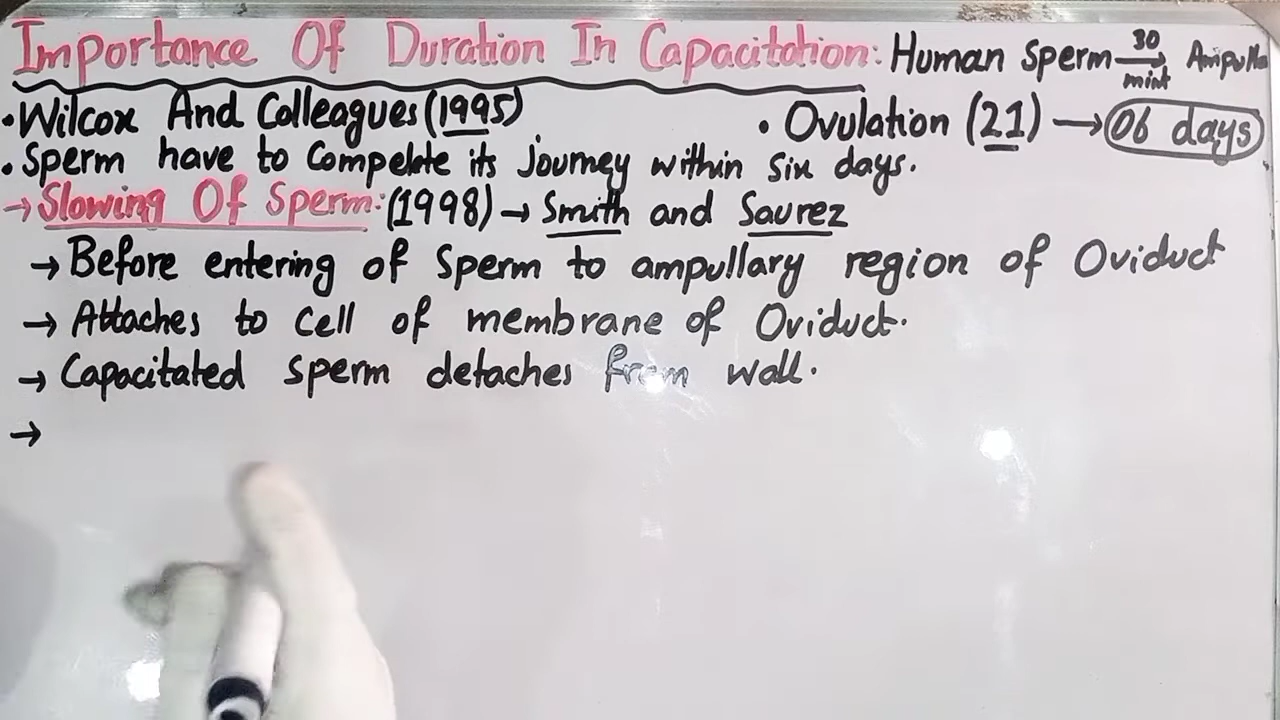 Importance Of Duration In Capacitation: Human Sperm 30 mint → Ampulla
• Wilcox And Colleagues (1995) • Ovulation (21) → 06 days
• Sperm have to Compelete its journey within six days.
→ Slowing Of Sperm: (1998) → Smith and Saurez
→ Before entering of Sperm to ampullary region of Oviduct
→ Attaches to cell of membrane of Oviduct.
→ Capacitated sperm detaches from wall.
→